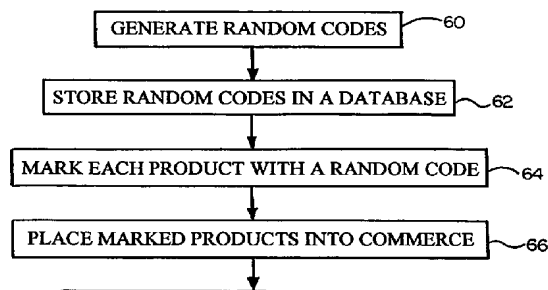 GENERATE RANDOM CODES 60
STORE RANDOM CODES IN A DATABASE 62
MARK EACH PRODUCT WITH A RANDOM CODE 64
PLACE MARKED PRODUCTS INTO COMMERCE 66